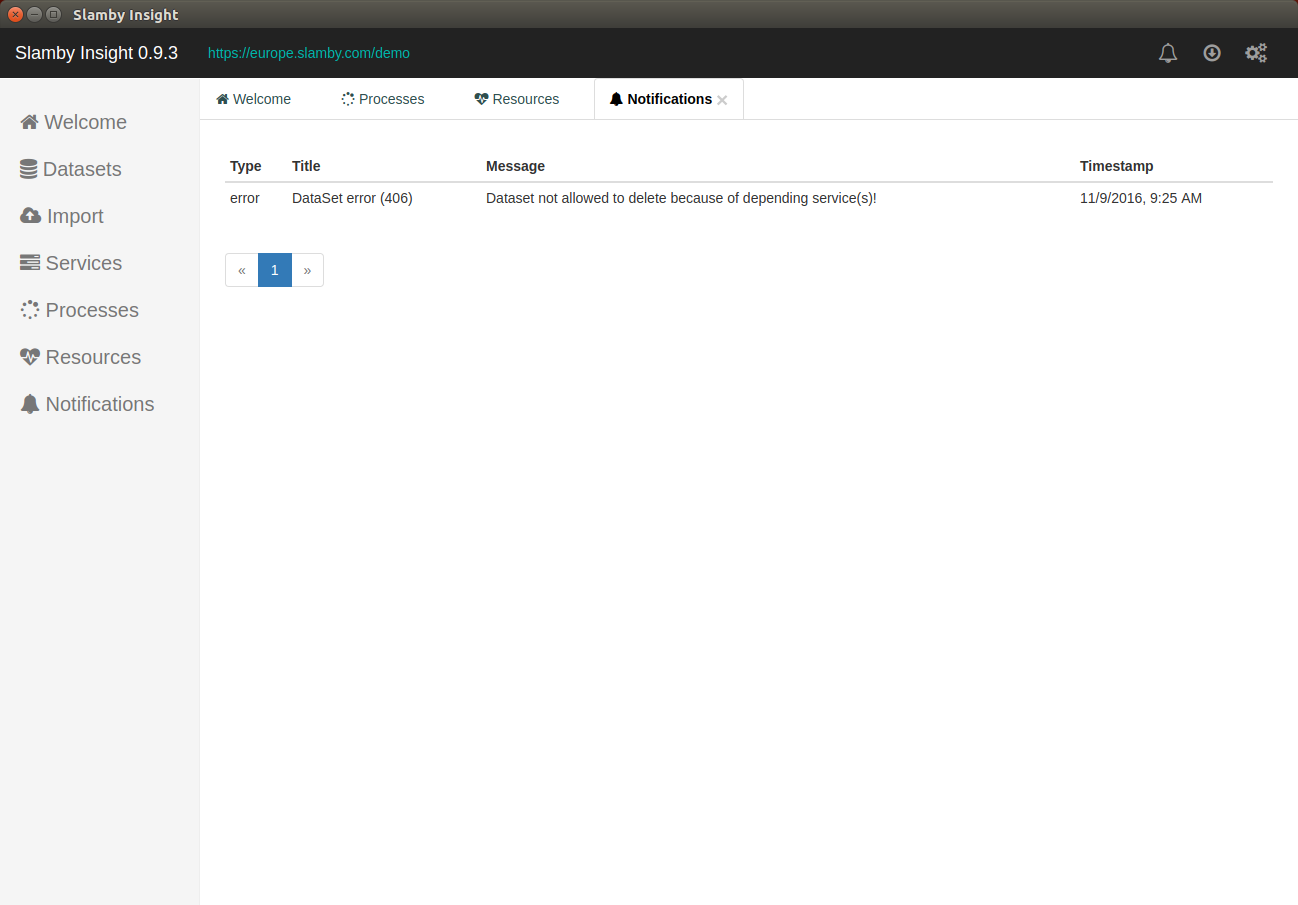 Slamby Insight
Slamby Insight 0.9.3 https://europe.slamby.com/demo
Welcome Processes Resources Notifications
Welcome
Datasets
Import
Services
Processes
Resources
Notifications
Type Title Message Timestamp
error DataSet error (406) Dataset not allowed to delete because of depending service(s)! 11/9/2016, 9:25 AM
« 1 »